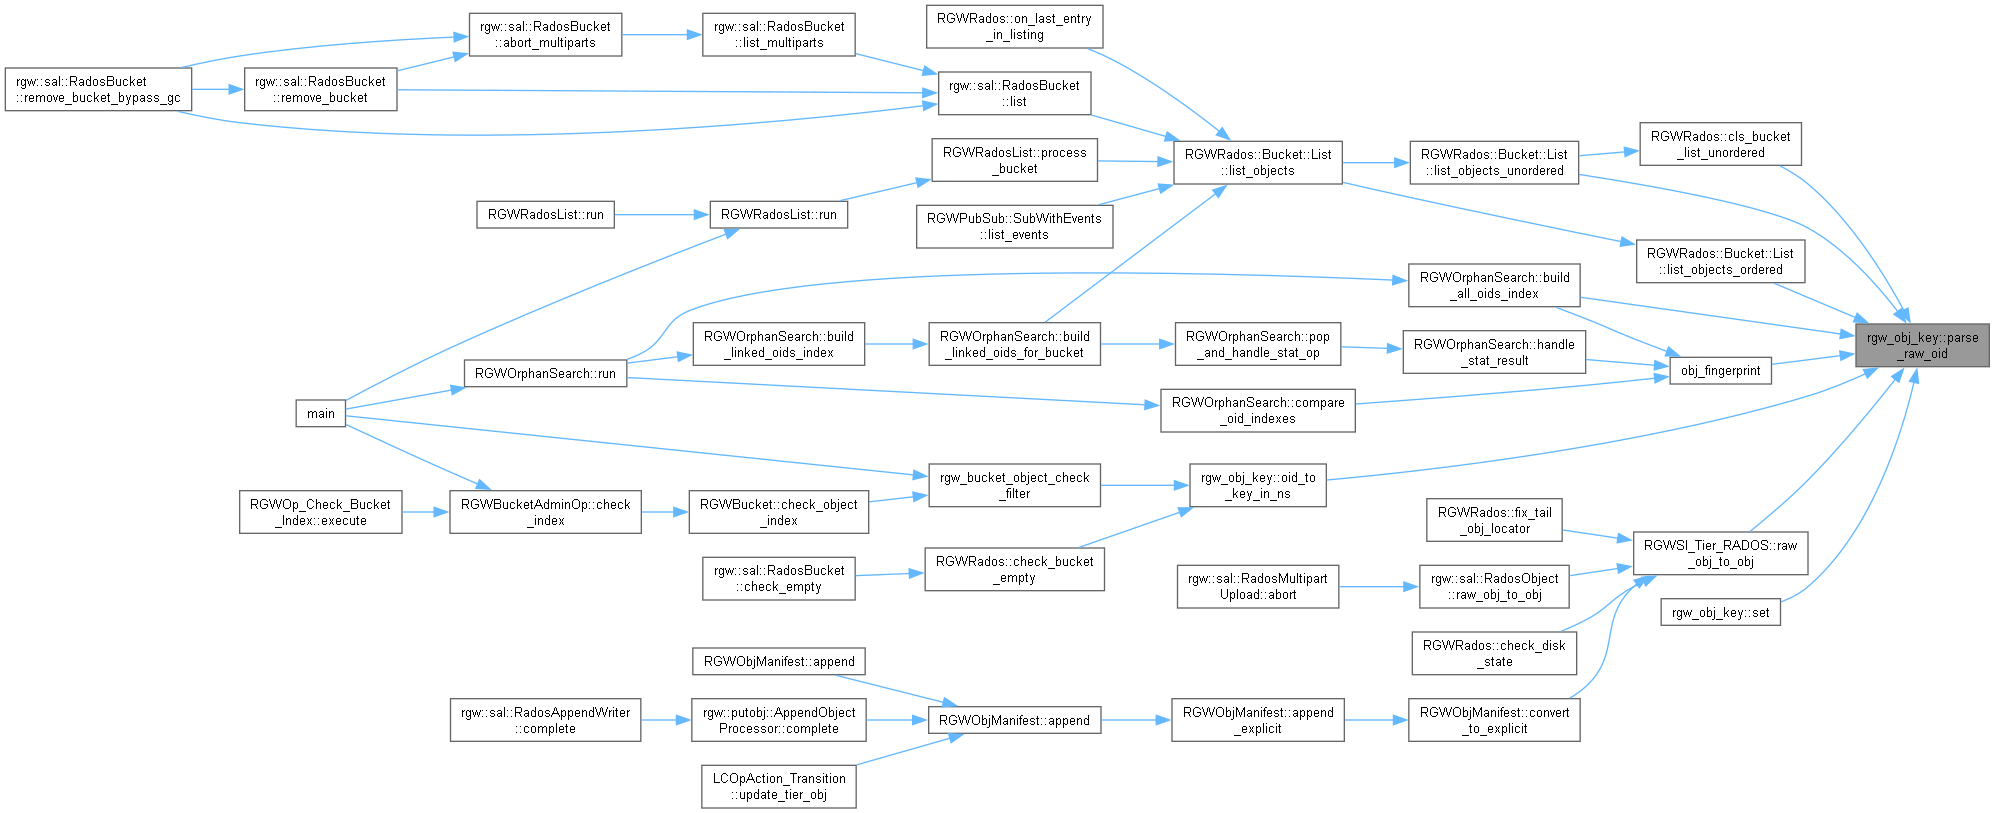 rgw::sal::RadosBucket
::remove_bucket_bypass_gc
rgw::sal::RadosBucket
::abort_multiparts
rgw::sal::RadosBucket
::remove_bucket
rgw::sal::RadosBucket
::list_multiparts
RGWRados::on_last_entry
_in_listing
rgw::sal::RadosBucket
::list
RGWRadosList::process
_bucket
RGWRadosList::run
RGWRadosList::run
RGWPubSub::SubWithEvents
::list_events
RGWRados::Bucket::List
::list_objects
RGWRados::Bucket::List
::list_objects_unordered
RGWRados::cls_bucket
_list_unordered
RGWRados::Bucket::List
::list_objects_ordered
RGWOrphanSearch::build
_all_oids_index
rgw_obj_key::parse
_raw_oid
RGWOrphanSearch::build
_linked_oids_index
RGWOrphanSearch::build
_linked_oids_for_bucket
RGWOrphanSearch::pop
_and_handle_stat_op
RGWOrphanSearch::handle
_stat_result
obj_fingerprint
RGWOrphanSearch::run
RGWOrphanSearch::compare
_oid_indexes
main
rgw_bucket_object_check
_filter
rgw_obj_key::oid_to
_key_in_ns
RGWOp_Check_Bucket
_Index::execute
RGWBucketAdminOp::check
_index
RGWBucket::check_object
_index
RGWRados::check_bucket
_empty
rgw::sal::RadosBucket
::check_empty
RGWRados::fix_tail
_obj_locator
RGWSI_Tier_RADOS::raw
_obj_to_obj
rgw::sal::RadosMultipart
Upload::abort
rgw::sal::RadosObject
::raw_obj_to_obj
rgw_obj_key::set
RGWRados::check_disk
_state
RGWObjManifest::append
rgw::sal::RadosAppendWriter
::complete
rgw::putobj::AppendObject
Processor::complete
RGWObjManifest::append
RGWObjManifest::append
_explicit
RGWObjManifest::convert
_to_explicit
LCOpAction_Transition
::update_tier_obj